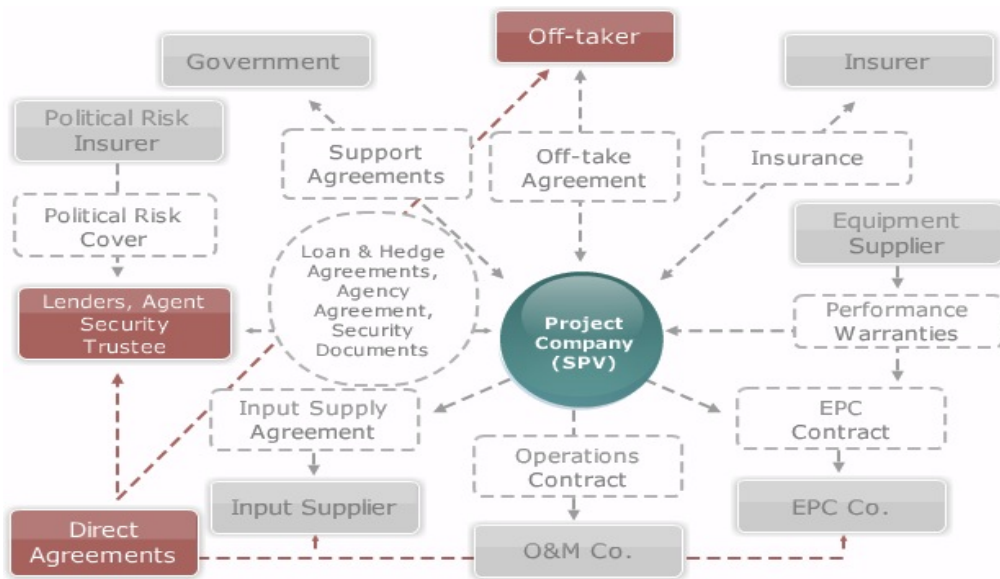 Off-taker
Government
Insurer
Political Risk
Insurer
Support
Agreements
Off-take
Agreement
Insurance
Political Risk
Cover
Equipment
Supplier
Loan & Hedge
Agreements,
Agency
Agreement,
Security
Documents
Lenders, Agent
Security
Trustee
Project
Company
(SPV)
Performance
Warranties
Input Supply
Agreement
EPC
Contract
Operations
Contract
Input Supplier
EPC Co.
Direct
Agreements
O&M Co.